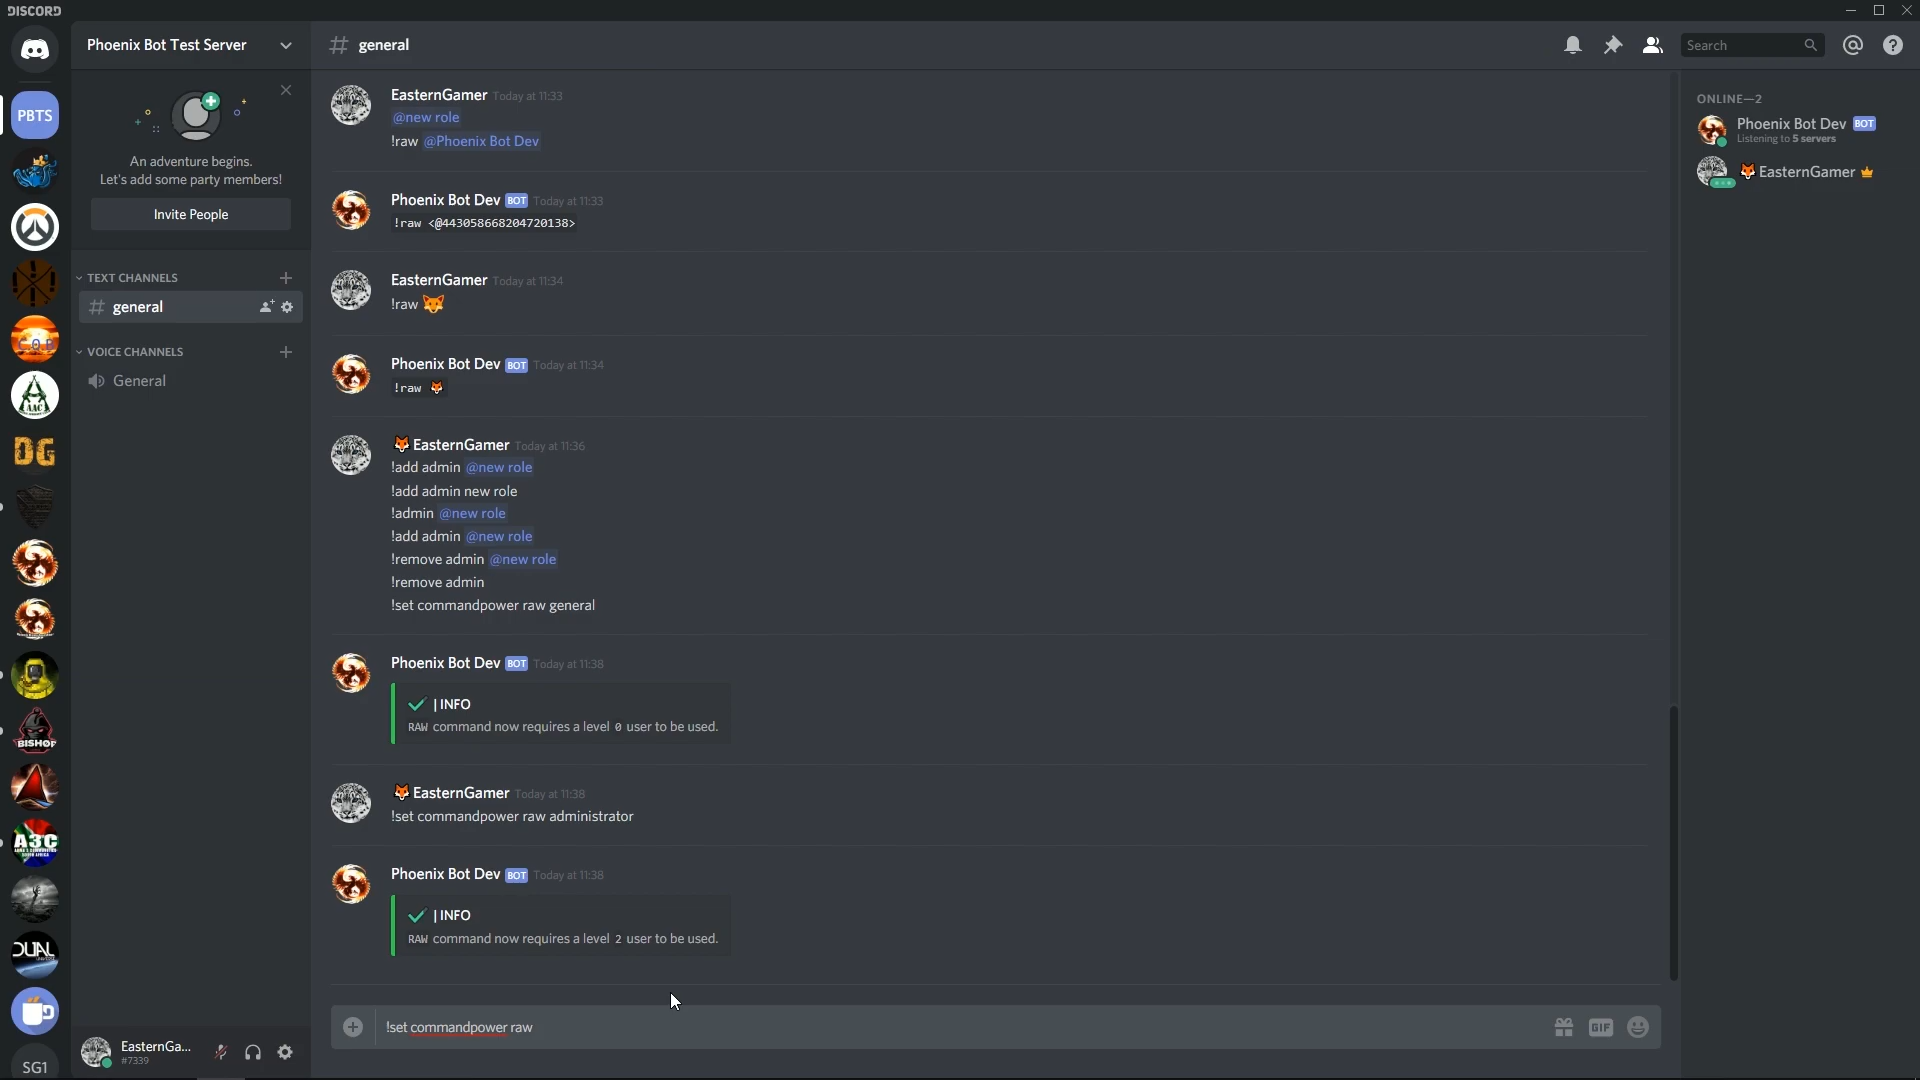 DISCORD
PBTS
C.O.B
AAC
DG
BISHOP
A3C
DUAL
SG1
Phoenix Bot Test Server
An adventure begins.
Let's add some party members!
Invite People
TEXT CHANNELS
general
VOICE CHANNELS
General
EasternGa...
#7339
# general
Search
EasternGamer Today at 11:33
@new role
!raw @Phoenix Bot Dev
Phoenix Bot Dev BOT Today at 11:33
!raw <@443058668204720138>
EasternGamer Today at 11:34
!raw 🦊
Phoenix Bot Dev BOT Today at 11:34
!raw 🦊
🦊EasternGamer Today at 11:36
!add admin @new role
!add admin new role
!admin @new role
!add admin @new role
!remove admin @new role
!remove admin
!set commandpower raw general
Phoenix Bot Dev BOT Today at 11:38
| INFO
RAW command now requires a level 0 user to be used.
🦊EasternGamer Today at 11:38
!set commandpower raw administrator
Phoenix Bot Dev BOT Today at 11:38
| INFO
RAW command now requires a level 2 user to be used.
!set commandpower raw
GIF
ONLINE—2
Phoenix Bot Dev BOT
Listening to 5 servers
🦊EasternGamer